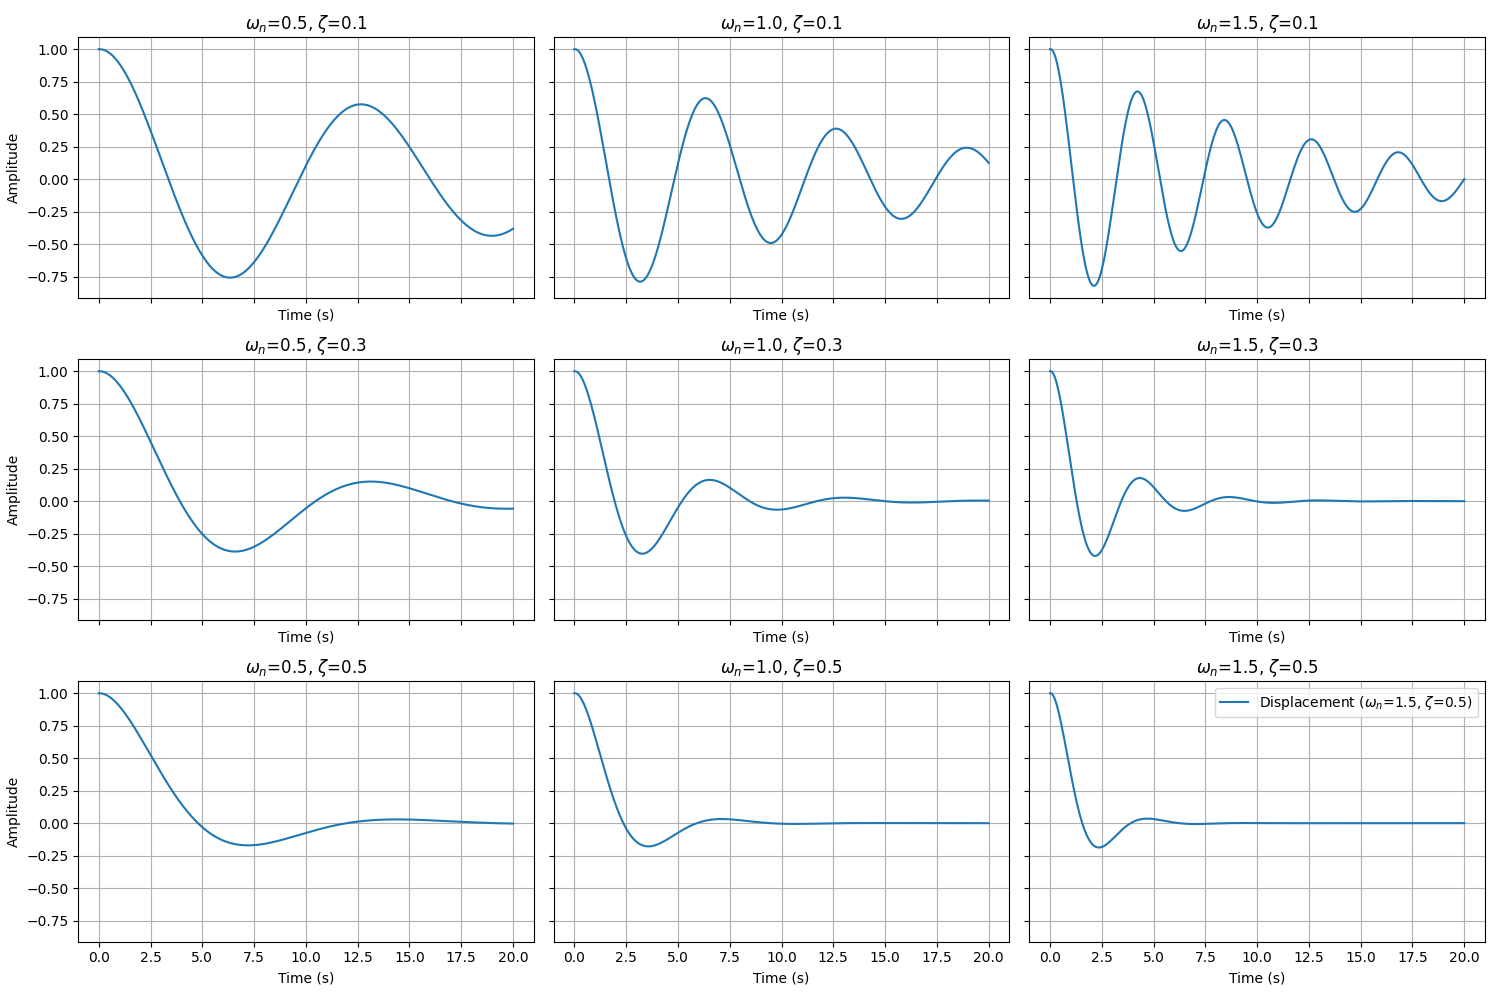 ωₙ=0.5, ζ=0.1
ωₙ=1.0, ζ=0.1
ωₙ=1.5, ζ=0.1
Amplitude
1.00
0.75
0.50
0.25
0.00
−0.25
−0.50
−0.75
Time (s)
Time (s)
Time (s)
ωₙ=0.5, ζ=0.3
ωₙ=1.0, ζ=0.3
ωₙ=1.5, ζ=0.3
Amplitude
1.00
0.75
0.50
0.25
0.00
−0.25
−0.50
−0.75
Time (s)
Time (s)
Time (s)
ωₙ=0.5, ζ=0.5
ωₙ=1.0, ζ=0.5
ωₙ=1.5, ζ=0.5
Displacement (ωₙ=1.5, ζ=0.5)
Amplitude
1.00
0.75
0.50
0.25
0.00
−0.25
−0.50
−0.75
0.0 2.5 5.0 7.5 10.0 12.5 15.0 17.5 20.0
0.0 2.5 5.0 7.5 10.0 12.5 15.0 17.5 20.0
0.0 2.5 5.0 7.5 10.0 12.5 15.0 17.5 20.0
Time (s)
Time (s)
Time (s)